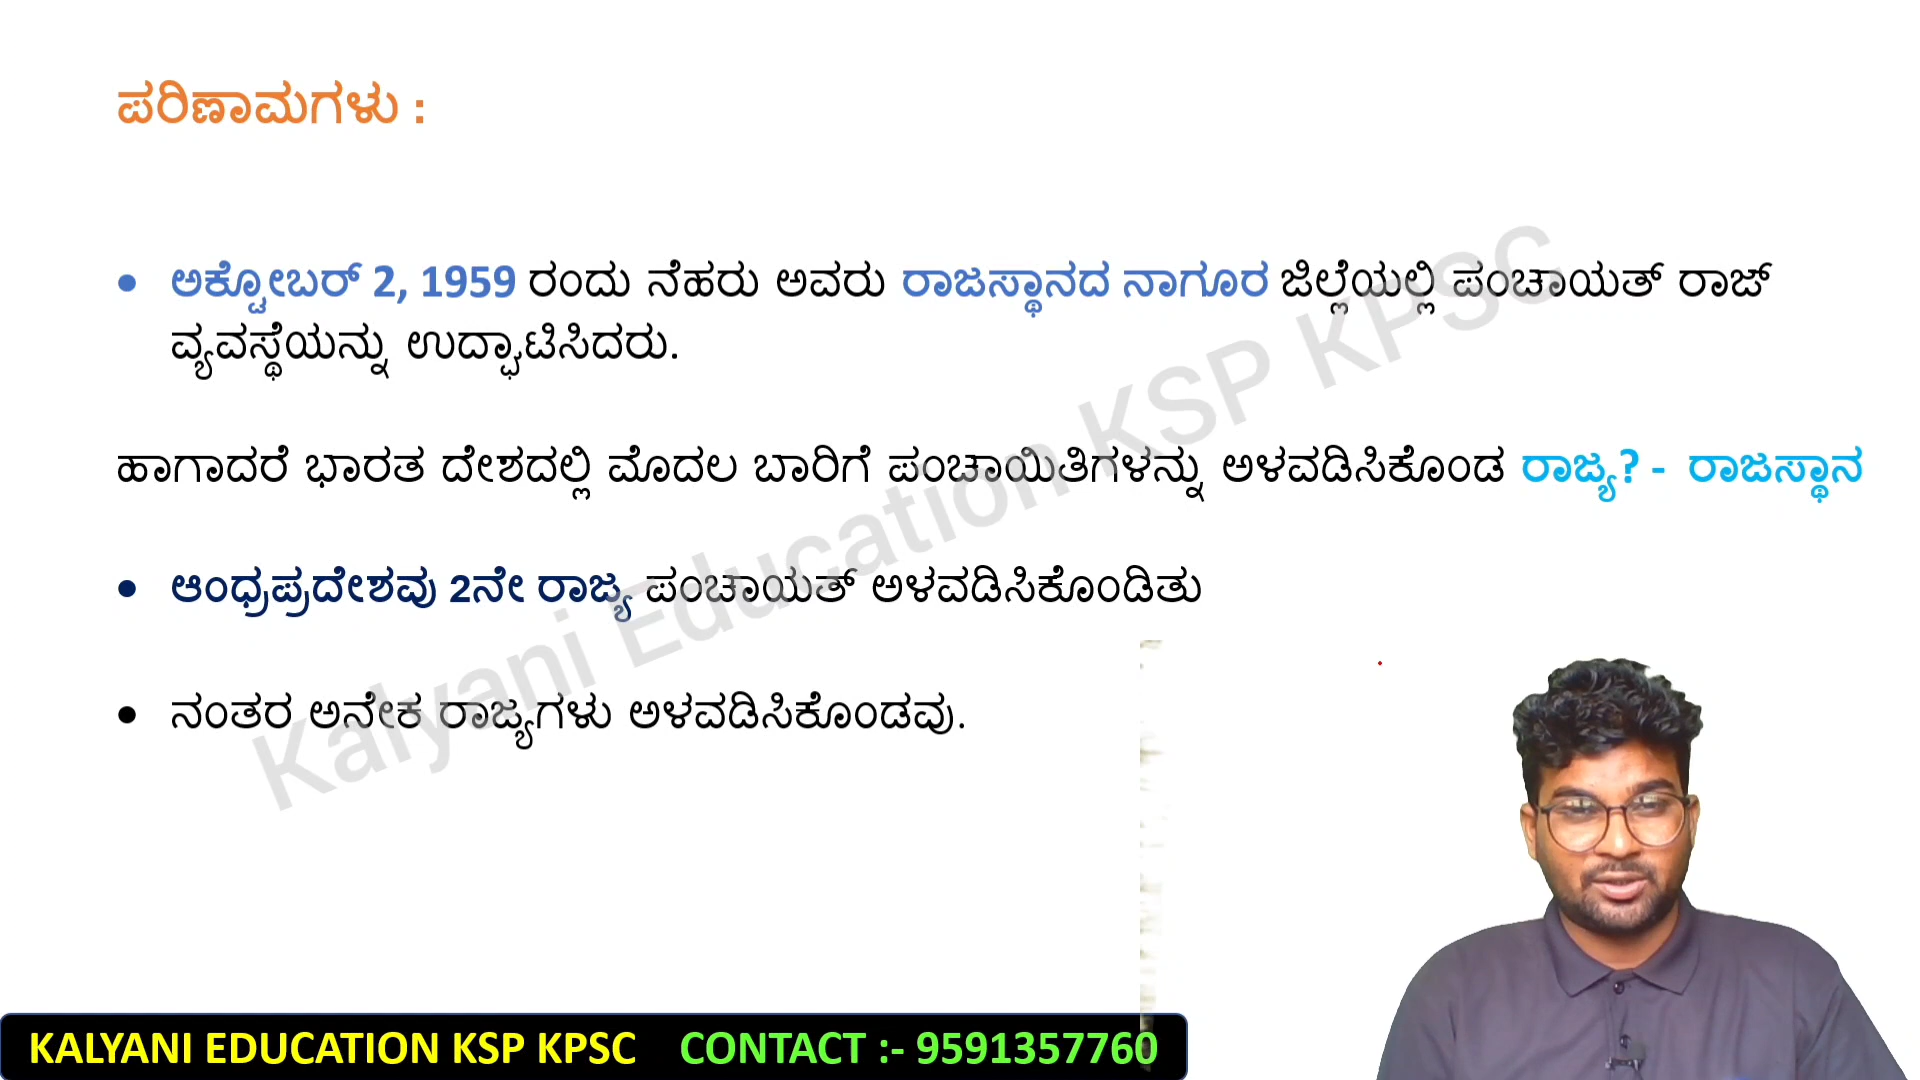 ಪರಿಣಾಮಗಳು :
• ಅಕ್ಟೋಬರ್ 2, 1959 ರಂದು ನೆಹರು ಅವರು ರಾಜಸ್ಥಾನದ ನಾಗೂರ ಜಿಲ್ಲೆಯಲ್ಲಿ ಪಂಚಾಯತ್ ರಾಜ್
ವ್ಯವಸ್ಥೆಯನ್ನು ಉದ್ಘಾಟಿಸಿದರು.
ಹಾಗಾದರೆ ಭಾರತ ದೇಶದಲ್ಲಿ ಮೊದಲ ಬಾರಿಗೆ ಪಂಚಾಯಿತಿಗಳನ್ನು ಅಳವಡಿಸಿಕೊಂಡ ರಾಜ್ಯ? - ರಾಜಸ್ಥಾನ
• ಆಂಧ್ರಪ್ರದೇಶವು 2ನೇ ರಾಜ್ಯ ಪಂಚಾಯತ್ ಅಳವಡಿಸಿಕೊಂಡಿತು
• ನಂತರ ಅನೇಕ ರಾಜ್ಯಗಳು ಅಳವಡಿಸಿಕೊಂಡವು.
Kalyani Education KSP KPSC
KALYANI EDUCATION KSP KPSC CONTACT :- 9591357760